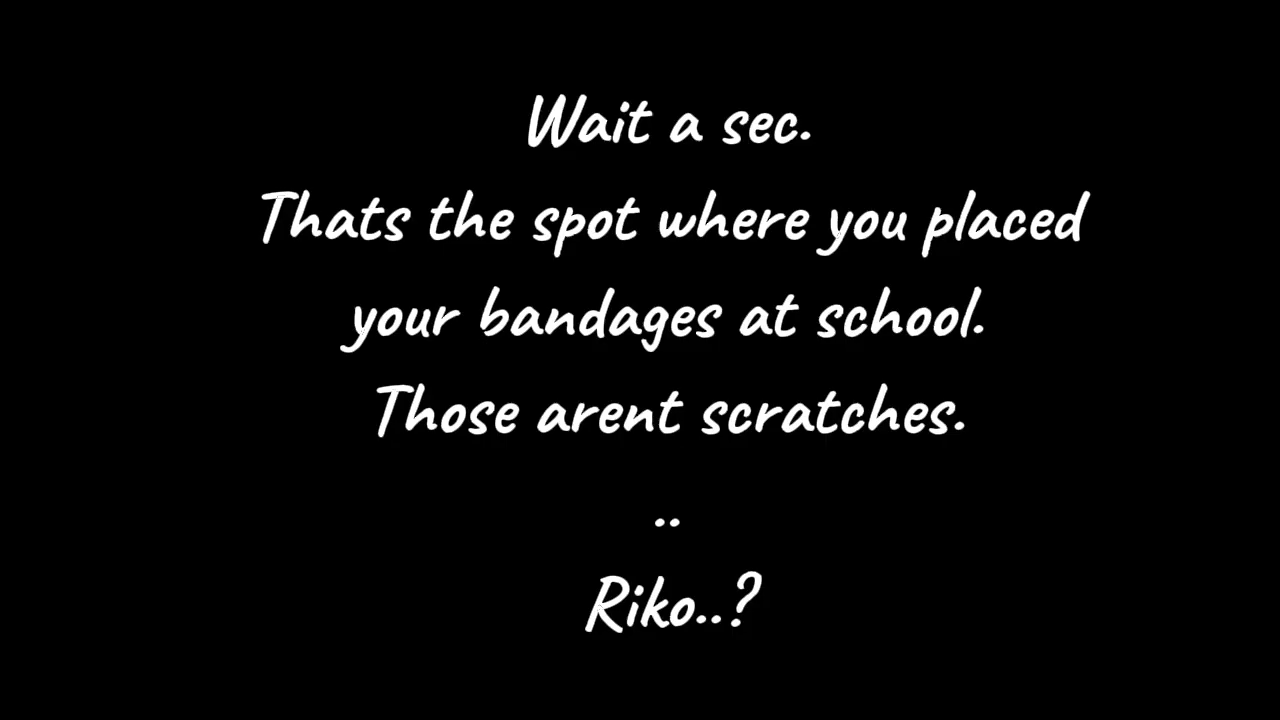 Wait a sec.
Thats the spot where you placed
your bandages at school.
Those arent scratches.
..
Riko..?